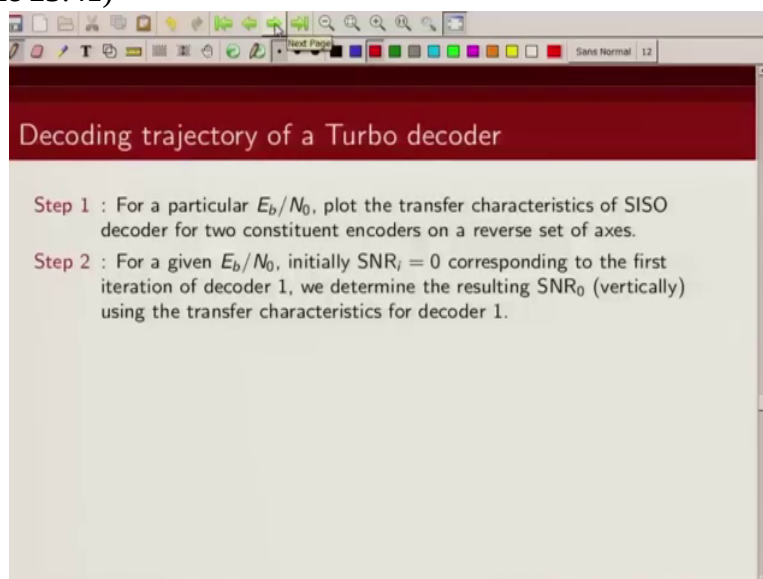 Next Page
Sans Normal 12
Decoding trajectory of a Turbo decoder
Step 1 : For a particular E_b/N_0, plot the transfer characteristics of SISO
decoder for two constituent encoders on a reverse set of axes.
Step 2 : For a given E_b/N_0, initially SNR_i = 0 corresponding to the first
iteration of decoder 1, we determine the resulting SNR_0 (vertically)
using the transfer characteristics for decoder 1.